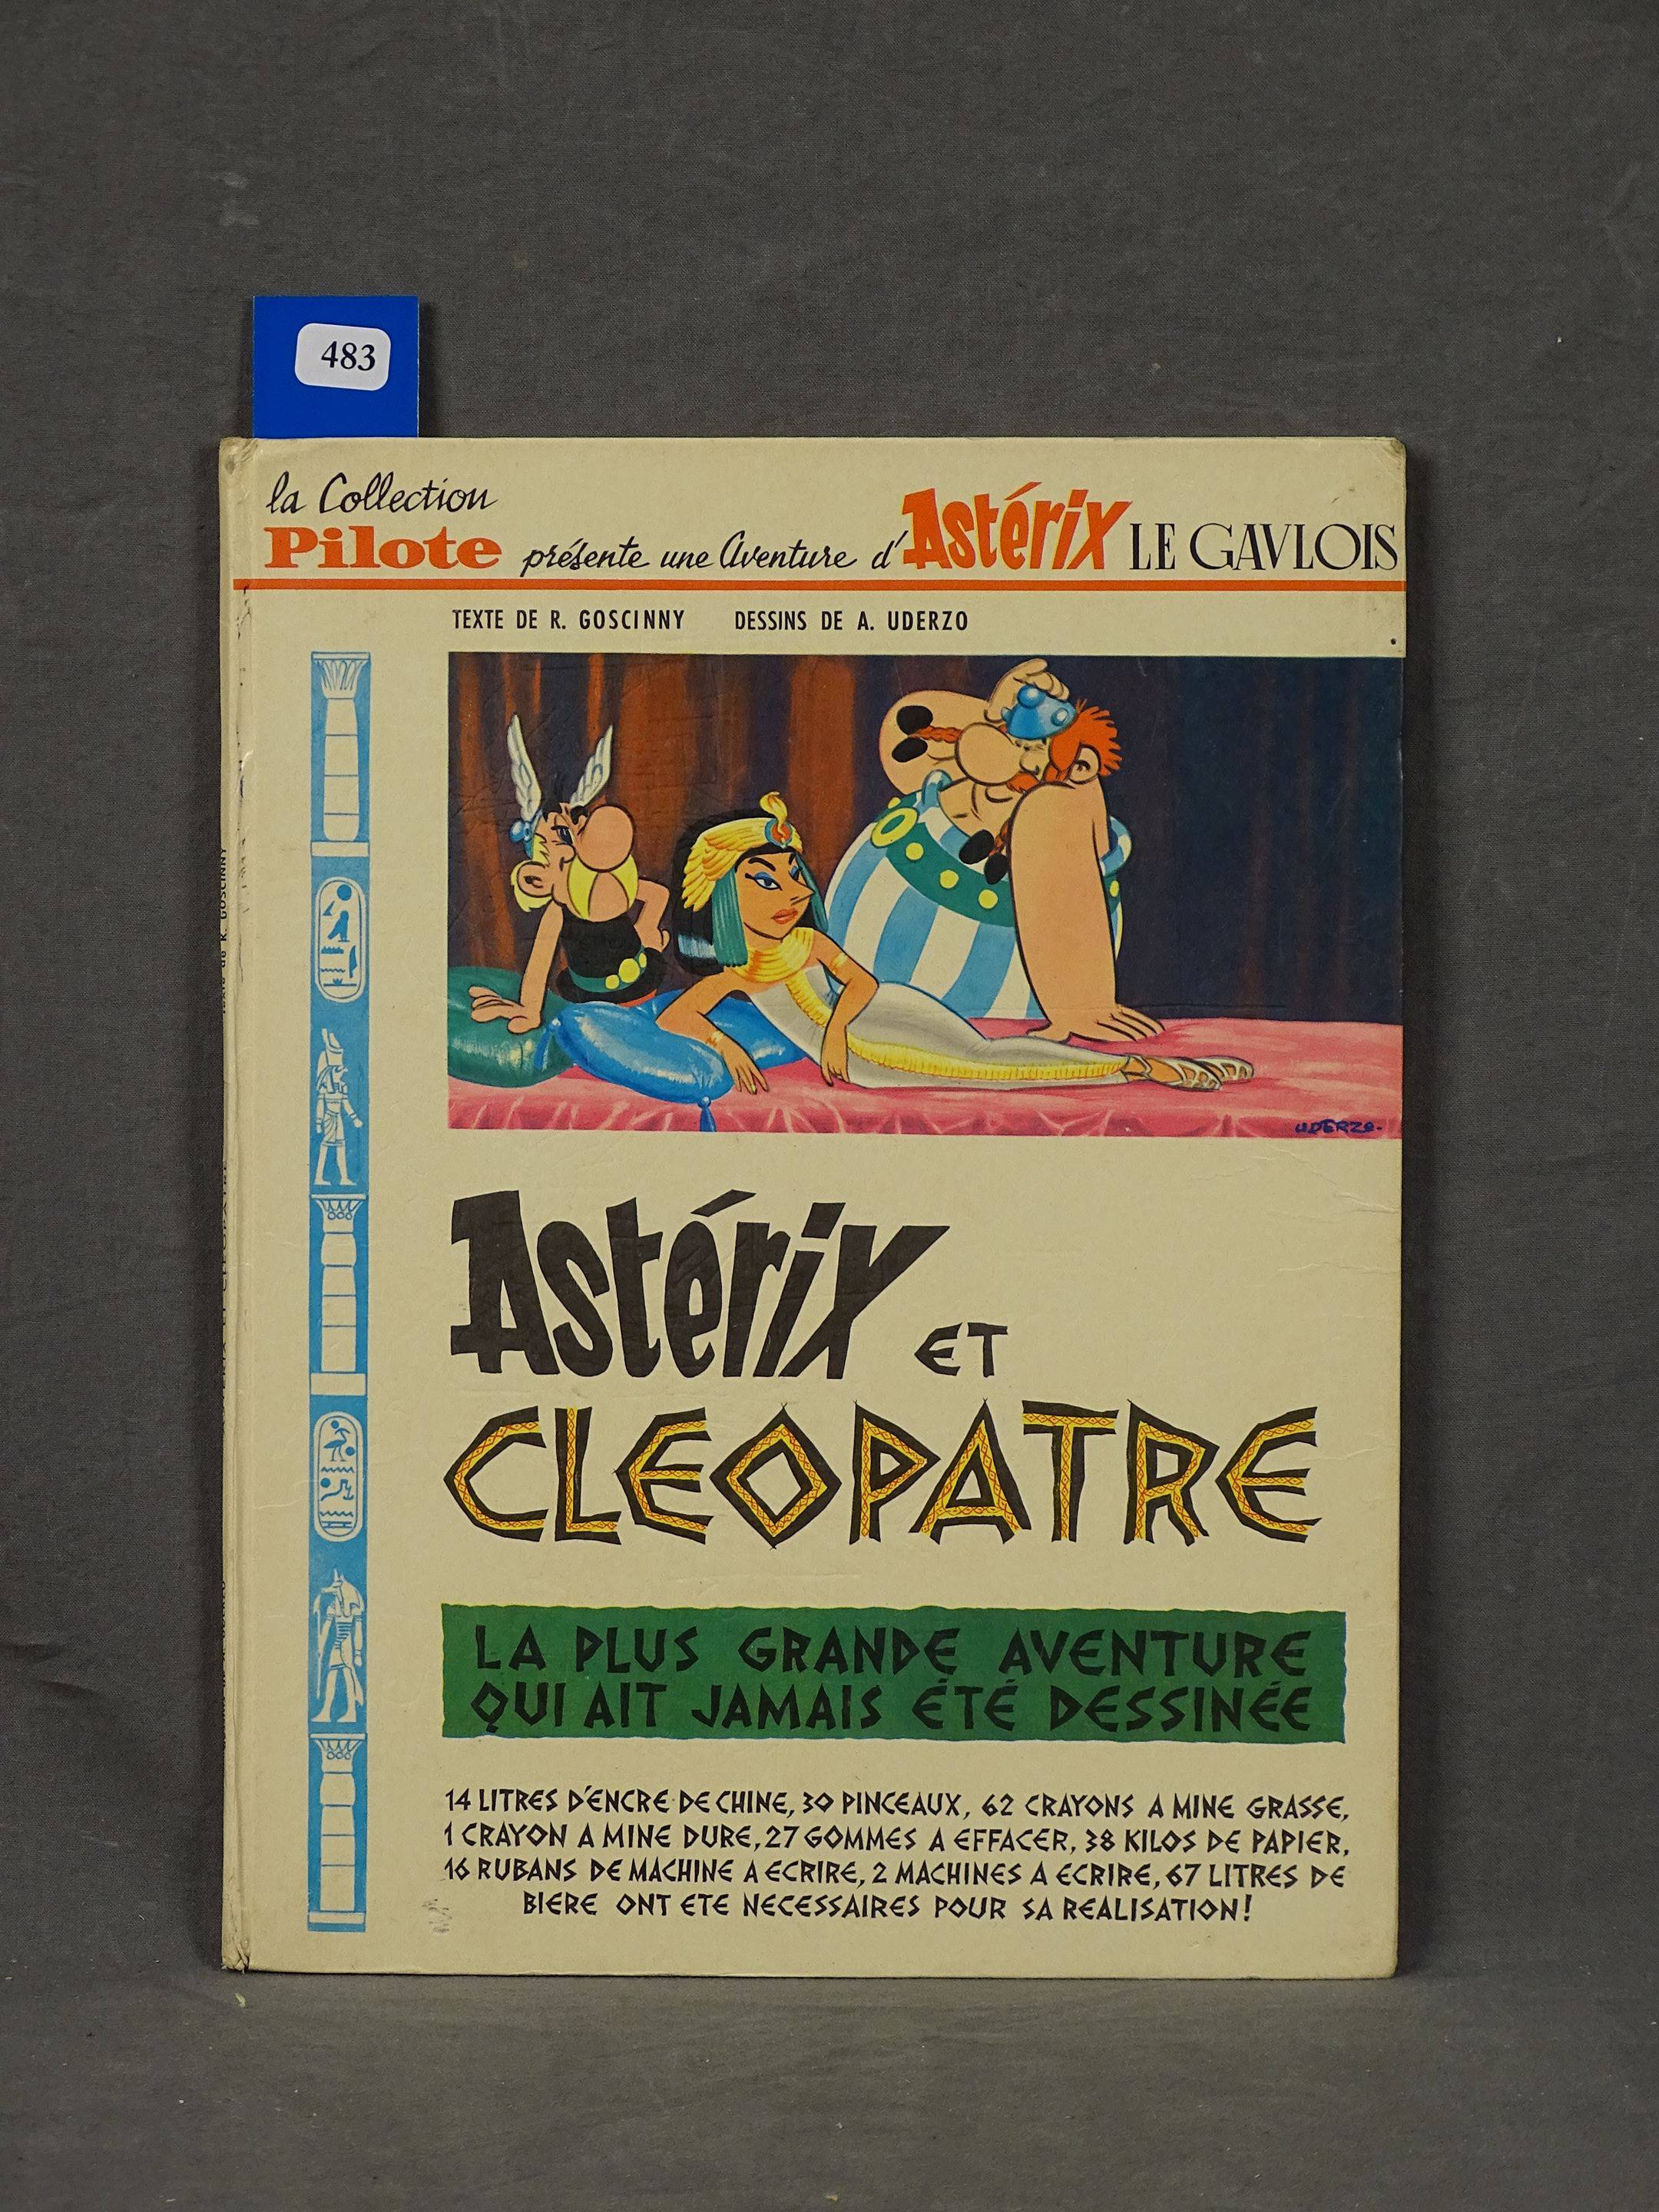 483
la Collection
Pilote présente une Aventure d'Astérix LE GAVLOIS
TEXTE DE R. GOSCINNY DESSINS DE A. UDERZO
UDERZO-
Astérix ET
CLEOPATRE
LA PLUS GRANDE AVENTURE
QUI AIT JAMAIS ÉTÉ DESSINÉE
14 LITRES D'ENCRE DE CHINE, 30 PINCEAUX, 62 CRAYONS A MINE GRASSE,
1 CRAYON A MINE DURE, 27 GOMMES A EFFACER, 38 KILOS DE PAPIER,
16 RUBANS DE MACHINE A ECRIRE, 2 MACHINES A ECRIRE, 67 LITRES DE
BIERE ONT ETE NECESSAIRES POUR SA REALISATION!